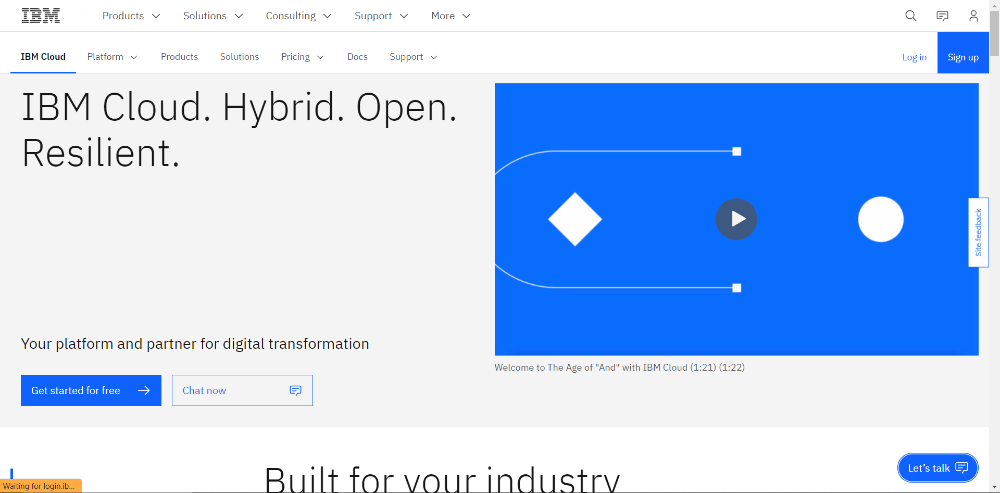 IBM
Products
Solutions
Consulting
Support
More
IBM Cloud
Platform
Products
Solutions
Pricing
Docs
Support
Log in
Sign up
IBM Cloud. Hybrid. Open.
Resilient.
Your platform and partner for digital transformation
Get started for free
Chat now
Welcome to The Age of "And" with IBM Cloud (1:21) (1:22)
Site feedback
Built for your industry
Let’s talk
Waiting for login.ib...